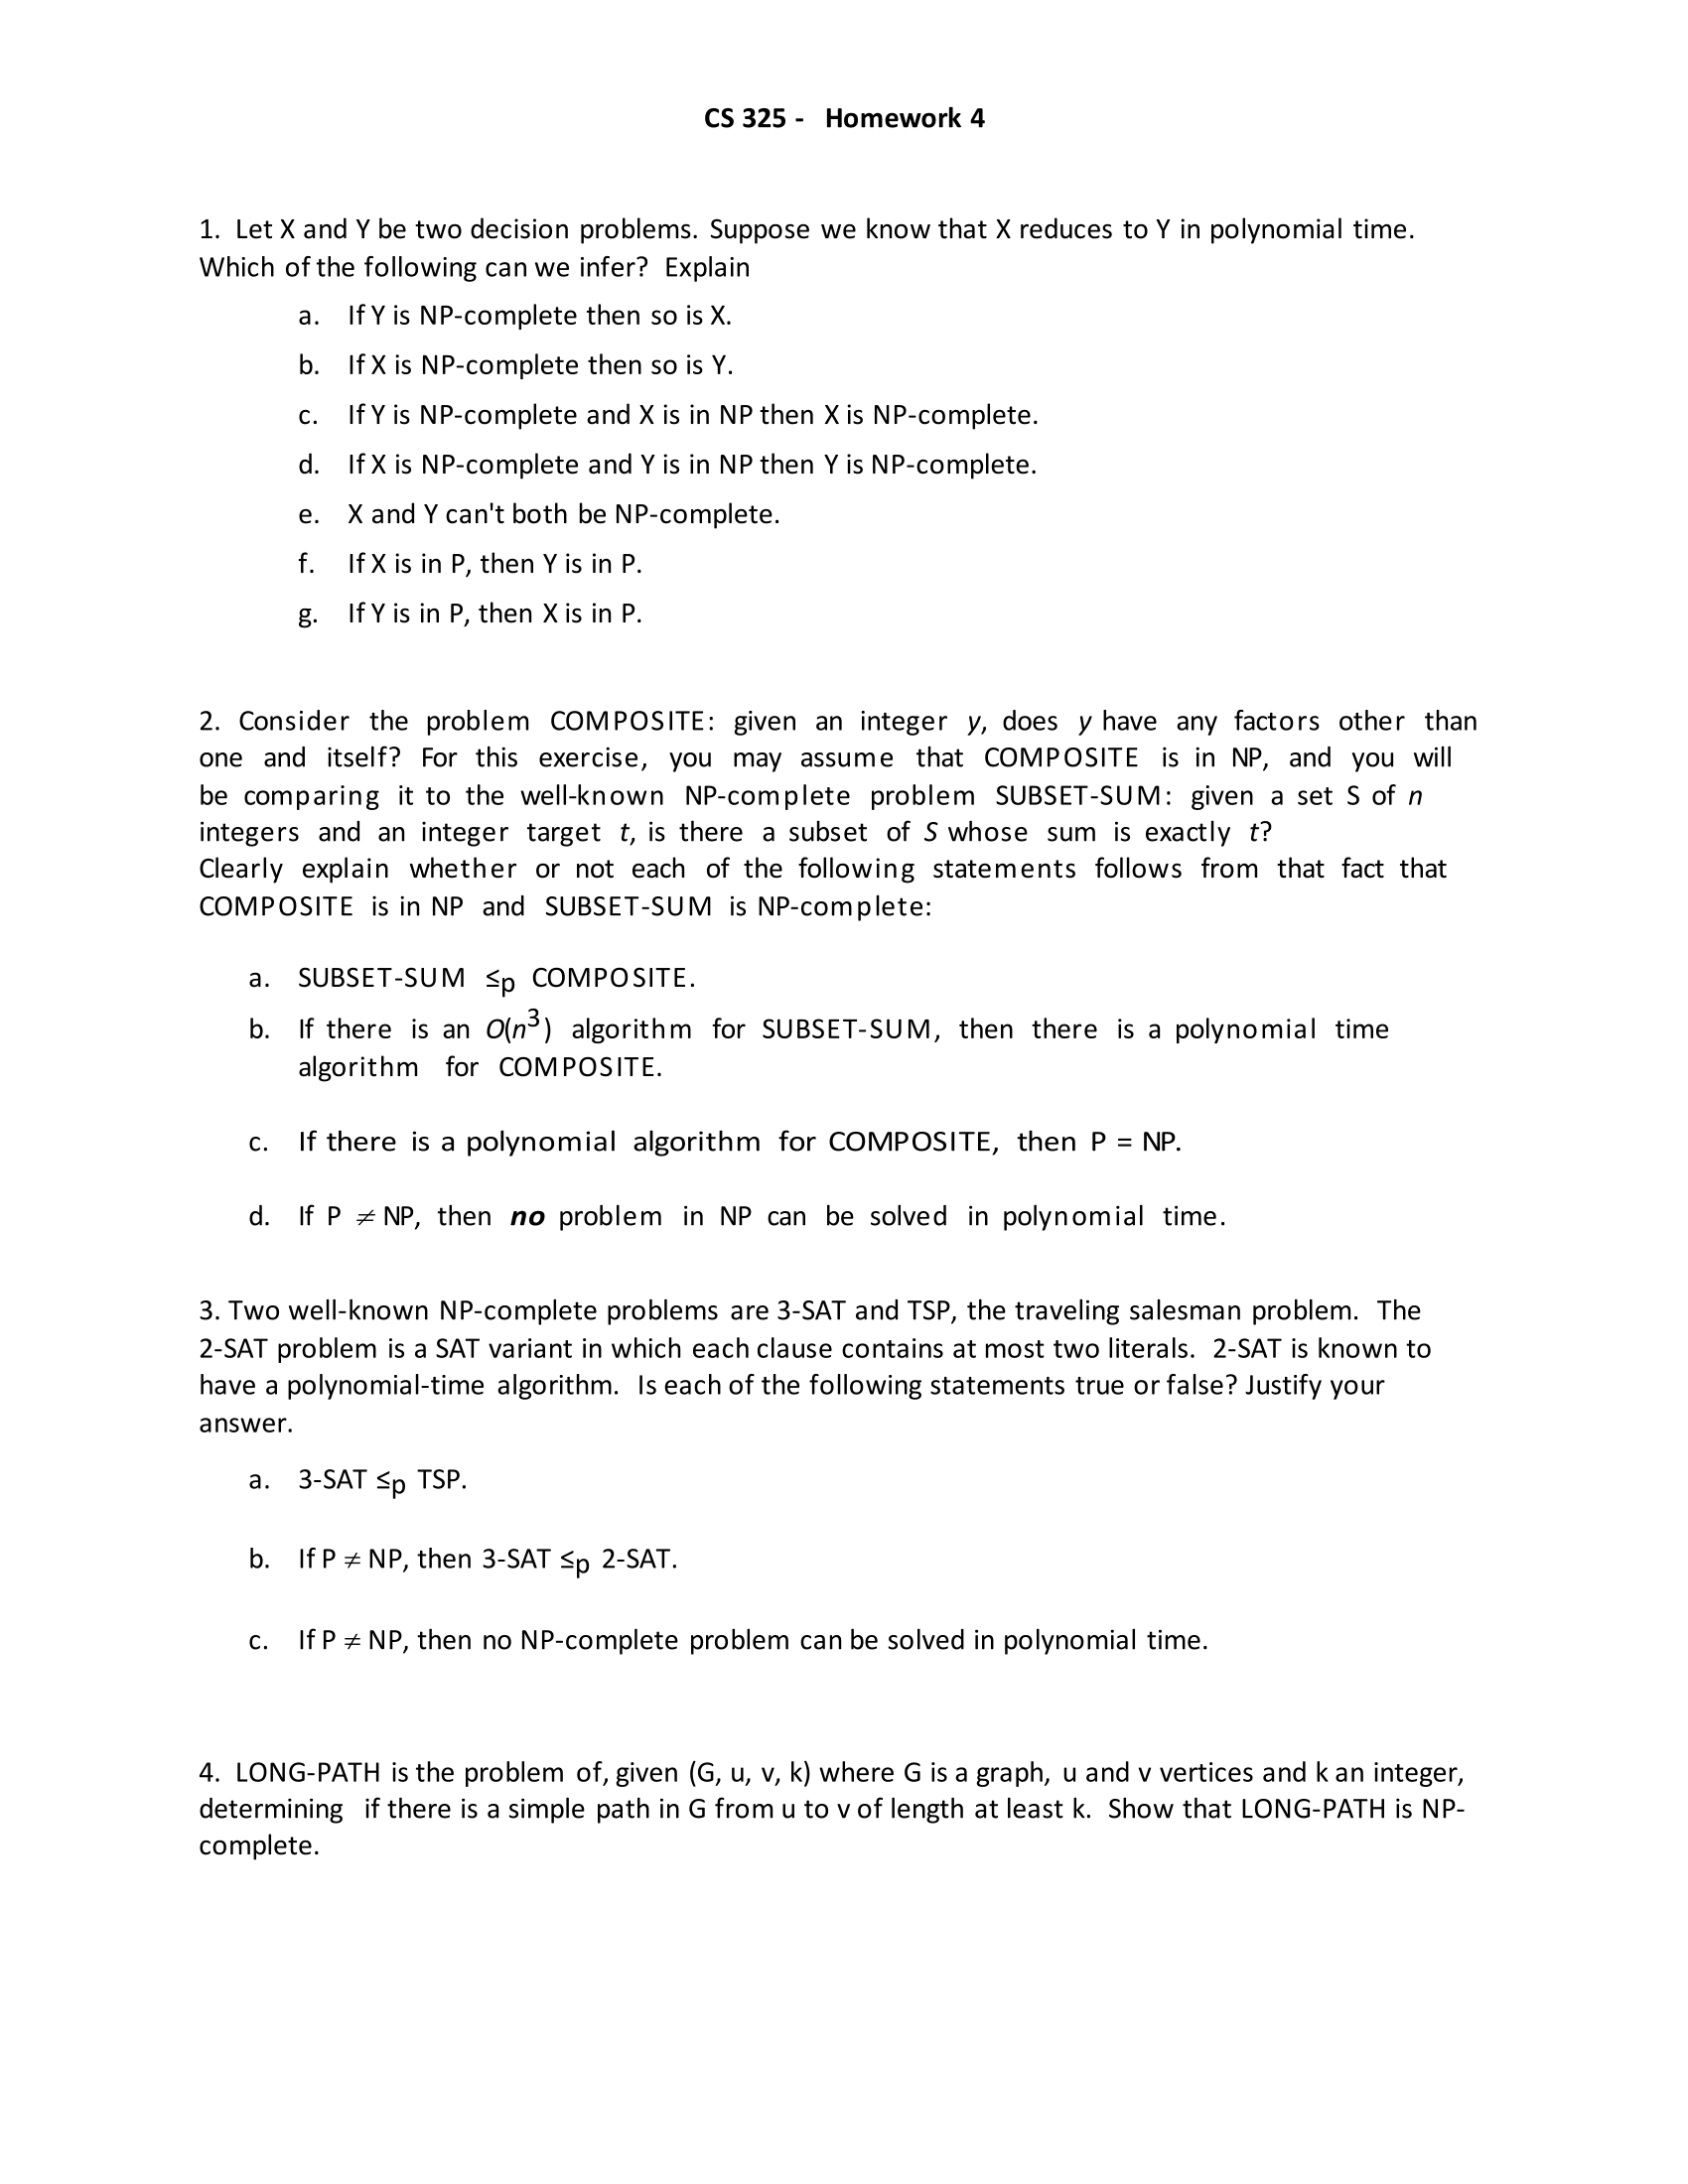 CS 325 - Homework 4
1. Let X and Y be two decision problems. Suppose we know that X reduces to Y in polynomial time.
Which of the following can we infer? Explain
a. If Y is NP-complete then so is X.
b. If X is NP-complete then so is Y.
c. If Y is NP-complete and X is in NP then X is NP-complete.
d. If X is NP-complete and Y is in NP then Y is NP-complete.
e. X and Y can't both be NP-complete.
f. If X is in P, then Y is in P.
g. If Y is in P, then X is in P.
2. Consider the problem COMPOSITE: given an integer y, does y have any factors other than
one and itself? For this exercise, you may assume that COMPOSITE is in NP, and you will
be comparing it to the well-known NP-complete problem SUBSET-SUM: given a set S of n
integers and an integer target t, is there a subset of S whose sum is exactly t?
Clearly explain whether or not each of the following statements follows from that fact that
COMPOSITE is in NP and SUBSET-SUM is NP-complete:
a. SUBSET-SUM ≤p COMPOSITE.
b. If there is an O(n³) algorithm for SUBSET-SUM, then there is a polynomial time
algorithm for COMPOSITE.
c. If there is a polynomial algorithm for COMPOSITE, then P = NP.
d. If P ≠ NP, then no problem in NP can be solved in polynomial time.
3. Two well-known NP-complete problems are 3-SAT and TSP, the traveling salesman problem. The
2-SAT problem is a SAT variant in which each clause contains at most two literals. 2-SAT is known to
have a polynomial-time algorithm. Is each of the following statements true or false? Justify your
answer.
a. 3-SAT ≤p TSP.
b. If P ≠ NP, then 3-SAT ≤p 2-SAT.
c. If P ≠ NP, then no NP-complete problem can be solved in polynomial time.
4. LONG-PATH is the problem of, given (G, u, v, k) where G is a graph, u and v vertices and k an integer,
determining if there is a simple path in G from u to v of length at least k. Show that LONG-PATH is NP-
complete.